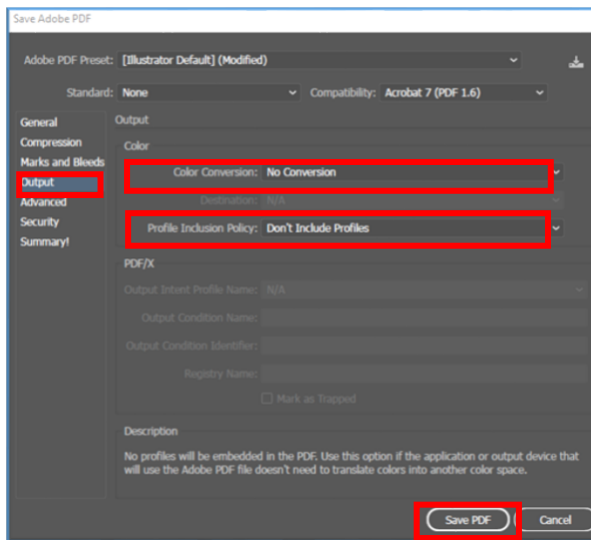 Save Adobe PDF
Adobe PDF Preset: [Illustrator Default] (Modified)
Standard: None Compatibility: Acrobat 7 (PDF 1.6)
General
Compression
Marks and Bleeds
Output
Advanced
Security
Summary!
Output
Color
Color Conversion: No Conversion
Destination: N/A
Profile Inclusion Policy: Don't Include Profiles
PDF/X
Output Intent Profile Name: N/A
Output Condition Name:
Output Condition Identifier:
Registry Name:
Mark as Trapped
Description
No profiles will be embedded in the PDF. Use this option if the application or output device that
will use the Adobe PDF file doesn't need to translate colors into another color space.
Save PDF Cancel